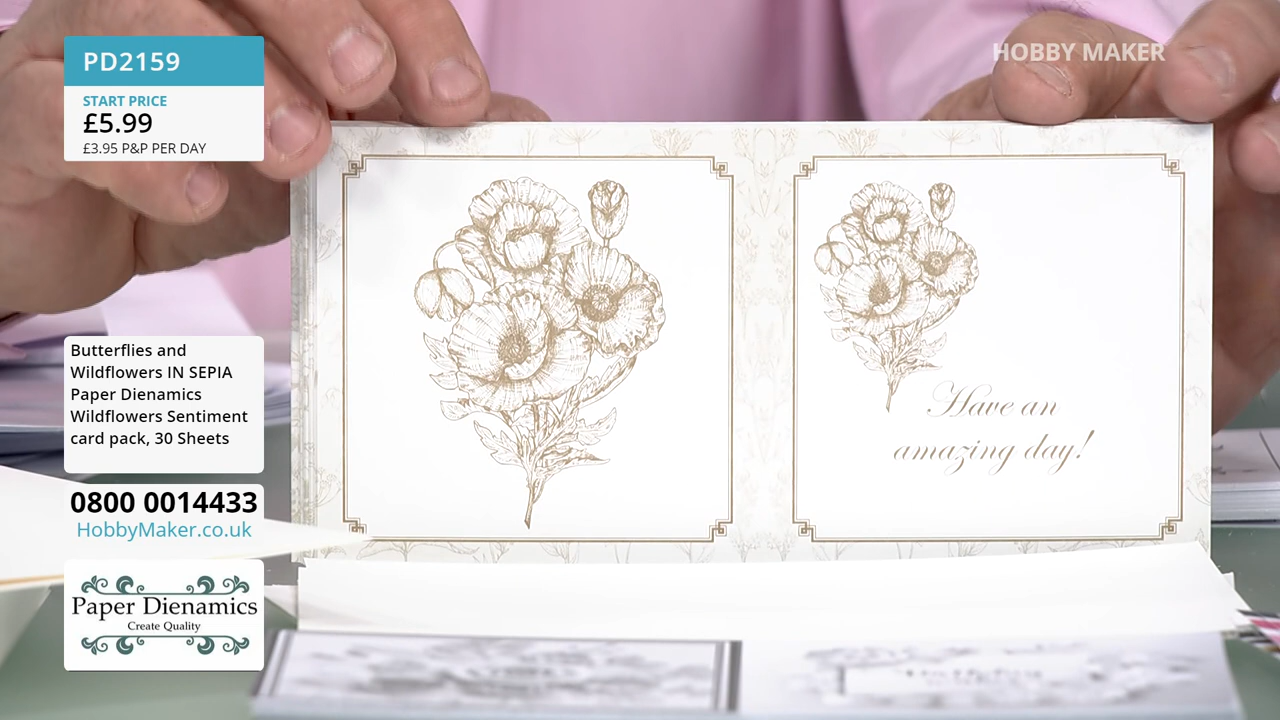 PD2159
START PRICE
£5.99
£3.95 P&P PER DAY
HOBBY MAKER
Have an
amazing day!
Butterflies and
Wildflowers IN SEPIA
Paper Dienamics
Wildflowers Sentiment
card pack, 30 Sheets
0800 0014433
HobbyMaker.co.uk
Paper Dienamics
Create Quality